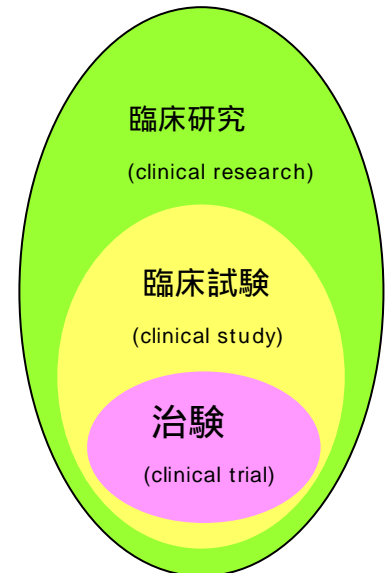 臨床研究
(clinical research)
臨床試験
(clinical study)
治験
(clinical trial)